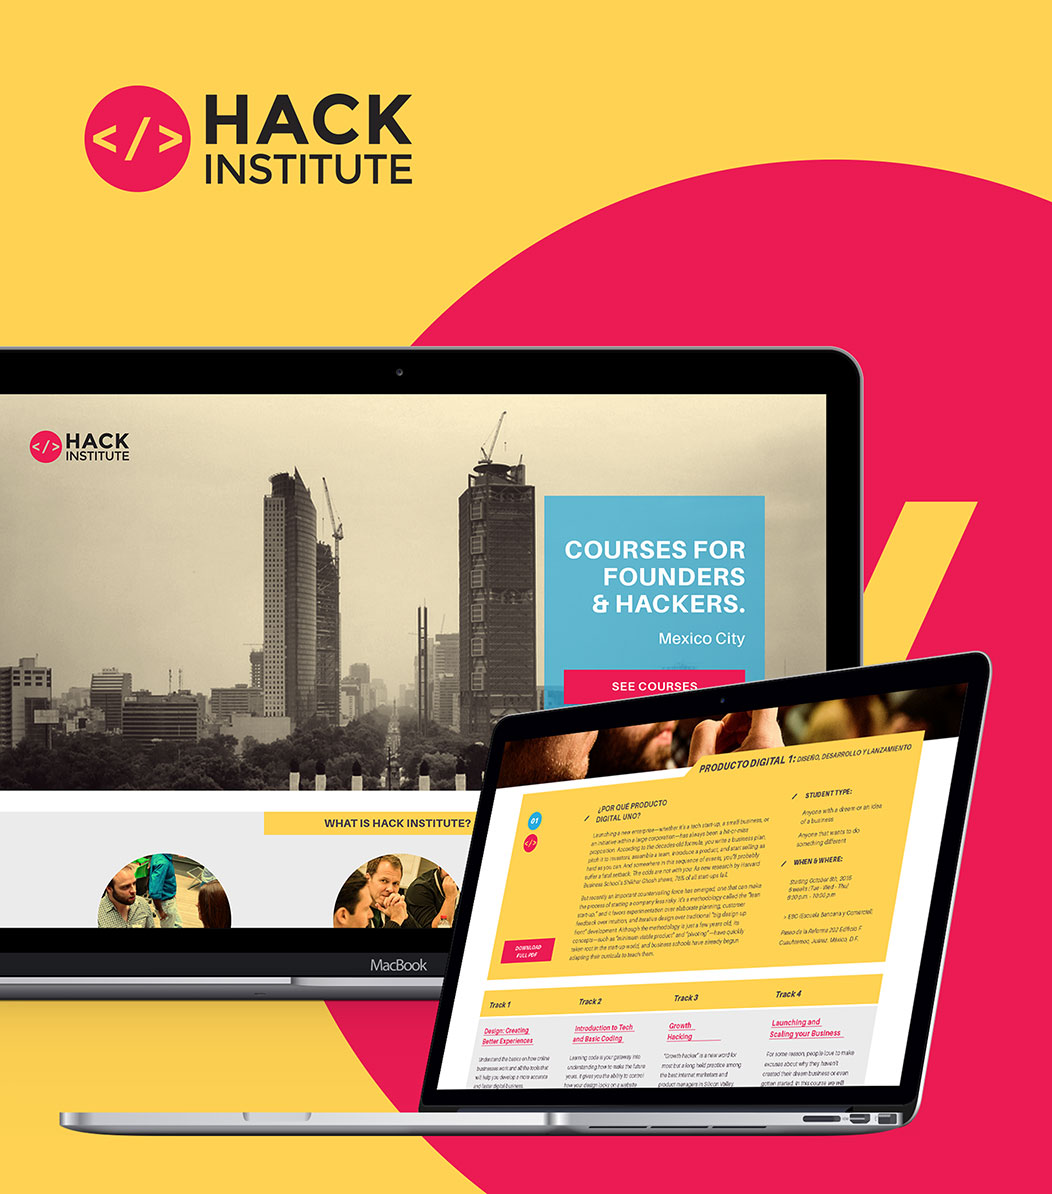 </>
HACK
INSTITUTE
</>
HACK
INSTITUTE
COURSES FOR
FOUNDERS
& HACKERS.
Mexico City
SEE COURSES
WHAT IS HACK INSTITUTE?
MacBook
PRODUCTO DIGITAL 1: DISEÑO, DESARROLLO Y LANZAMIENTO
01
</>
¿POR QUÉ PRODUCTO
DIGITAL UNO?
Launching a new enterprise—whether it's a tech start-up, a small business, or
an initiative within a large corporation—has always been a hit-or-miss
proposition. According to the decades-old formula, you write a business plan,
pitch it to investors, assemble a team, introduce a product, and start selling as
hard as you can. And somewhere in this sequence of events, you'll probably
suffer a fatal setback. The odds are not with you: As new research by Harvard
Business School's Shikhar Ghosh shows, 75% of all start-ups fail.
But recently an important countervailing force has emerged, one that can make
the process of starting a company less risky. It's a methodology called the "lean
start-up," and it favors experimentation over elaborate planning, customer
feedback over intuition, and iterative design over traditional "big design up
front" development. Although the methodology is just a few years old, its
concepts—such as "minimum viable product" and "pivoting"—have quickly
taken root in the start-up world, and business schools have already begun
adapting their curricula to teach them.
DOWNLOAD
FULL PDF
STUDENT TYPE:
Anyone with a dream or an idea
of a business
Anyone that wants to do
something different
WHEN & WHERE:
Starting October 8th, 2015
8 weeks / Tue - Wed - Thu/
8:00 p.m. - 10:00 p.m
> EBC (Escuela Bancaria y Comercial)
Paseo de la Reforma 202 Edificio F
Cuauhtémoc, Juárez, México, D.F.
Track 1
Track 2
Track 3
Track 4
Design: Creating
Better Experiences
Understand the basics on how online
businesses work and all the tools that
will help you develop a more accurate
and faster digital business.
Introduction to Tech
and Basic Coding
Learning code is your gateway into
understanding how to make the future
yours. It gives you the ability to control
how your design looks on a website
Growth
Hacking
"Growth hacker" is a new word for
most but a long held practice among
the best internet marketers and
product managers in Silicon Valley.
Launching and
Scaling your Business
For some reason, people love to make
excuses about why they haven't
created their dream business or even
gotten started. In this course we will